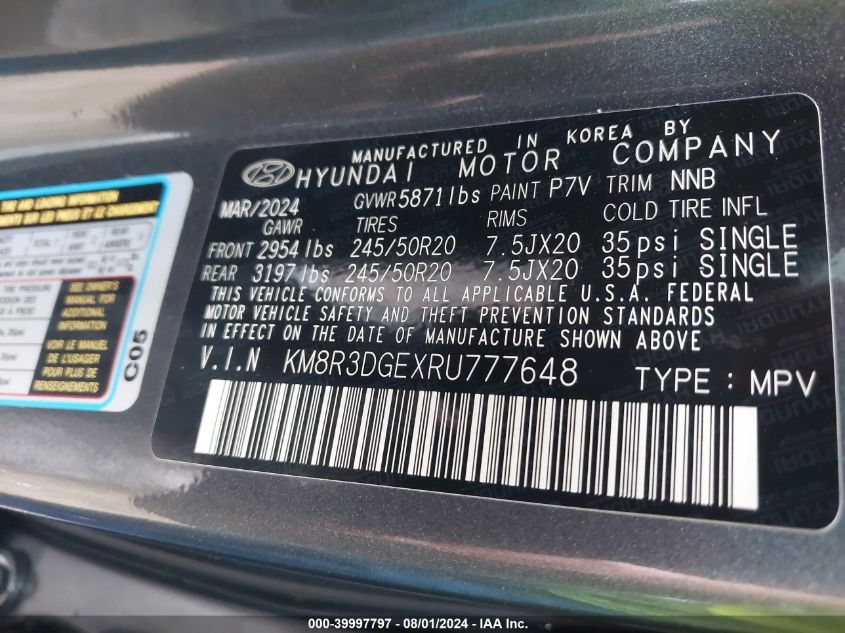 MANUFACTURED IN KOREA BY
HYUNDAI MOTOR COMPANY
MAR/2024 GVWR 5871lbs PAINT P7V TRIM NNB
GAWR TIRES RIMS COLD TIRE INFL
FRONT 2954 lbs 245/50R20 7.5JX20 35psi SINGLE
REAR 3197 lbs 245/50R20 7.5JX20 35psi SINGLE
THIS VEHICLE CONFORMS TO ALL APPLICABLE U.S.A. FEDERAL
MOTOR VEHICLE SAFETY AND THEFT PREVENTION STANDARDS
IN EFFECT ON THE DATE OF MANUFACTURE SHOWN ABOVE
V.I.N KM8R3DGEXRU777648 TYPE : MPV
SEE OWNER'S
MANUAL FOR
ADDITIONAL
INFORMATION
VOIR LE MANUEL
DE L'USAGER
POUR PLUS DE
RENSEIGNEMENTS
C05
000-39997797 - 08/01/2024 - IAA Inc.